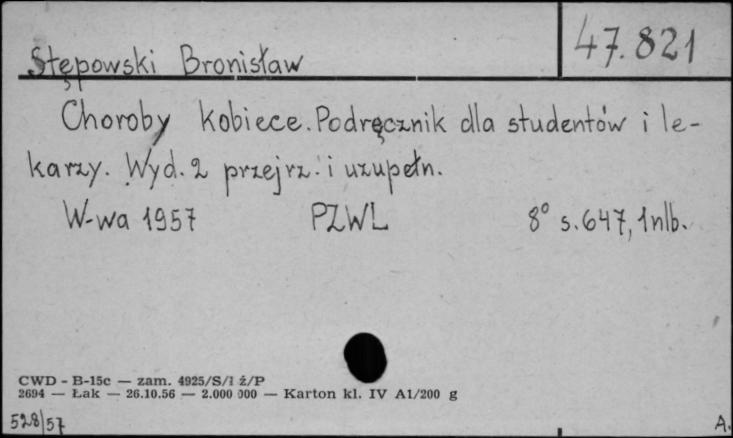 47.821
Stępowski Bronisław
Choroby kobiece. Podręcznik dla studentów i le-
karzy. Wyd. 2 przejrz. i uzupełn.
W-wa 1957 PZWL 8° s. 647, 1 nlb.
CWD - B-15c — zam. 4925/S/1 ż/P
2694 — Łak — 26.10.56 — 2.000 000 — Karton kl. IV A1/200 g
528/57 A.